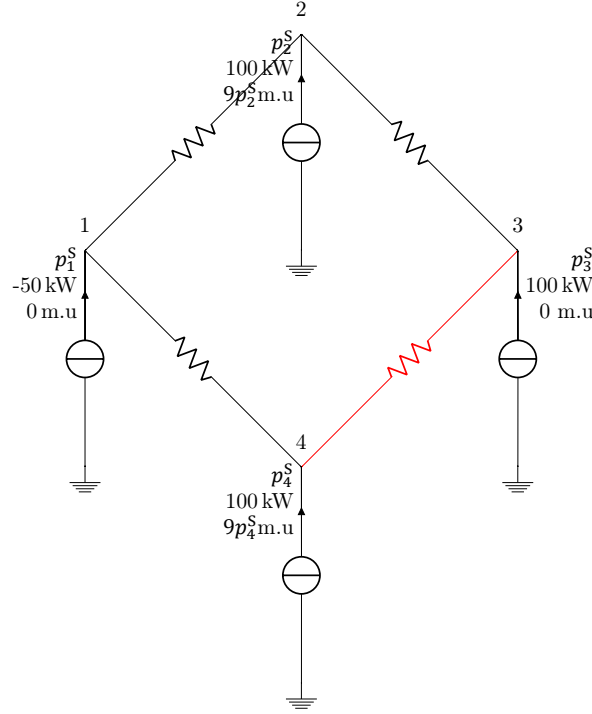 2
p₂ˢ
100 kW
9p₂ˢm.u
1
3
p₁ˢ
-50 kW
0 m.u
p₃ˢ
100 kW
0 m.u
4
p₄ˢ
100 kW
9p₄ˢm.u